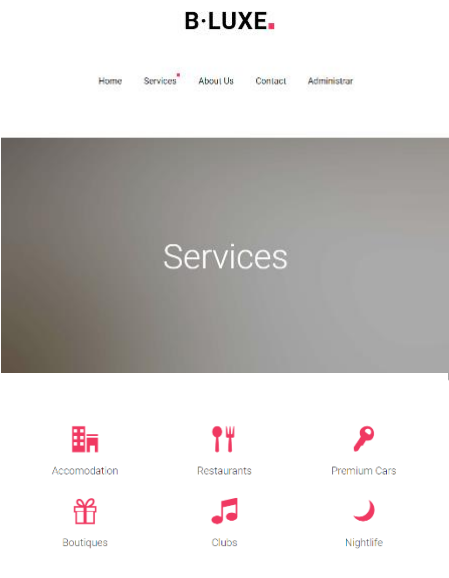 B·LUXE.
Home Services About Us Contact Administrar
Services
Accomodation Restaurants Premium Cars
Boutiques Clubs Nightlife